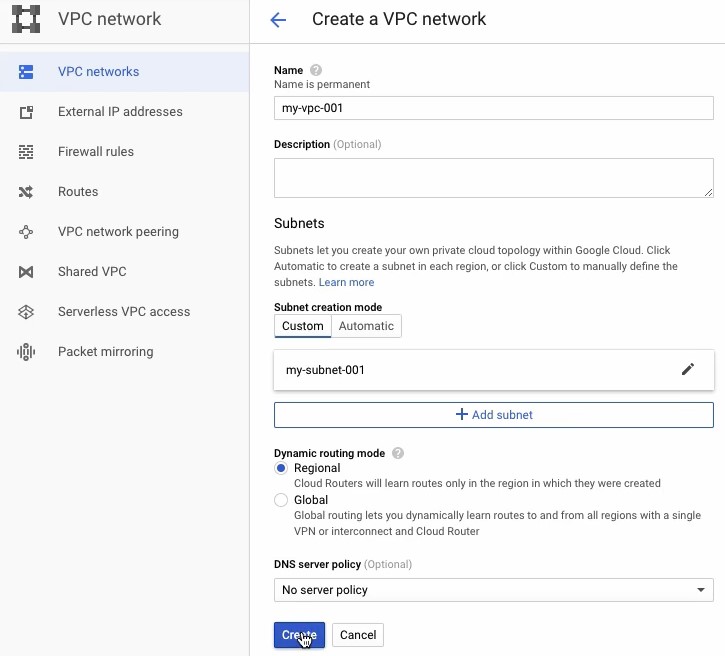 VPC network
VPC networks
External IP addresses
Firewall rules
Routes
VPC network peering
Shared VPC
Serverless VPC access
Packet mirroring
Create a VPC network
Name ?
Name is permanent
my-vpc-001
Description (Optional)
Subnets
Subnets let you create your own private cloud topology within Google Cloud. Click
Automatic to create a subnet in each region, or click Custom to manually define the
subnets. Learn more
Subnet creation mode
Custom Automatic
my-subnet-001
+ Add subnet
Dynamic routing mode ?
Regional
Cloud Routers will learn routes only in the region in which they were created
Global
Global routing lets you dynamically learn routes to and from all regions with a single
VPN or interconnect and Cloud Router
DNS server policy (Optional)
No server policy
Create Cancel